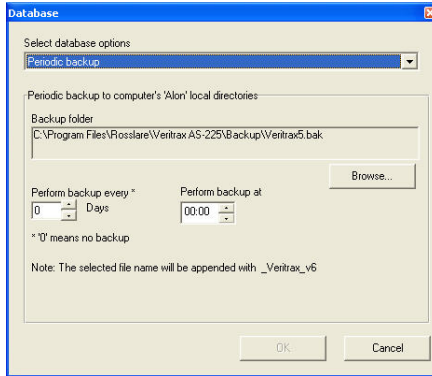 Database
Select database options
Periodic backup
Periodic backup to computer's 'Alon' local directories
Backup folder
C:\Program Files\Rosslare\Veritrax AS-225\Backup\Veritrax5.bak
Browse...
Perform backup every *
Perform backup at
0
Days
00:00
* '0' means no backup
Note: The selected file name will be appended with _Veritrax_v6
OK
Cancel